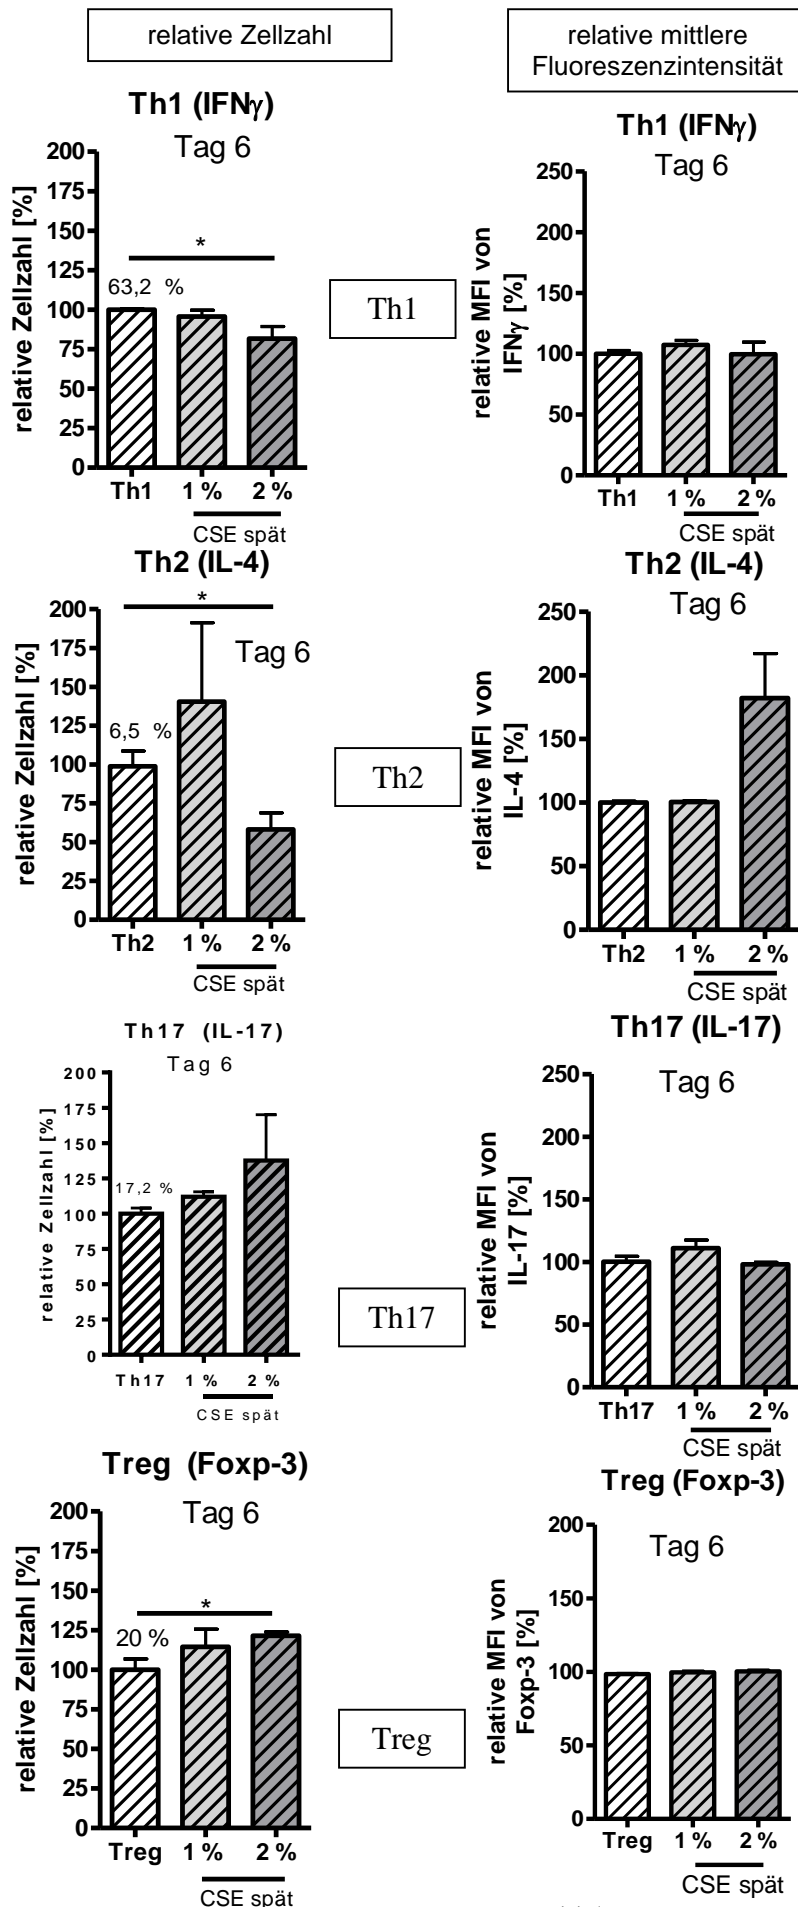 relative Zellzahl
relative mittlere
Fluoreszenzintensität
Th1 (IFNγ)
Tag 6
relative Zellzahl [%]
200
175
150
125
100
75
50
25
0
*
63,2 %
Th1
1 %
2 %
CSE spät
Th1
Th1 (IFNγ)
Tag 6
relative MFI von
IFNγ [%]
250
200
150
100
50
0
Th1
1 %
2 %
CSE spät
Th2 (IL-4)
Tag 6
relative Zellzahl [%]
200
175
150
125
100
75
50
25
0
*
6,5 %
Th2
1 %
2 %
CSE spät
Th2
Th2 (IL-4)
Tag 6
relative MFI von
IL-4 [%]
250
200
150
100
50
0
Th2
1 %
2 %
CSE spät
Th17 (IL-17)
Tag 6
relative Zellzahl [%]
200
175
150
125
100
75
50
25
0
17,2 %
Th17
1 %
2 %
CSE spät
Th17
Th17 (IL-17)
Tag 6
relative MFI von
IL-17 [%]
250
200
150
100
50
0
Th17
1 %
2 %
CSE spät
Treg (Foxp-3)
Tag 6
relative Zellzahl [%]
200
175
150
125
100
75
50
25
0
*
20 %
Treg
1 %
2 %
CSE spät
Treg
Treg (Foxp-3)
Tag 6
relative MFI von
Foxp-3 [%]
200
150
100
50
0
Treg
1 %
2 %
CSE spät